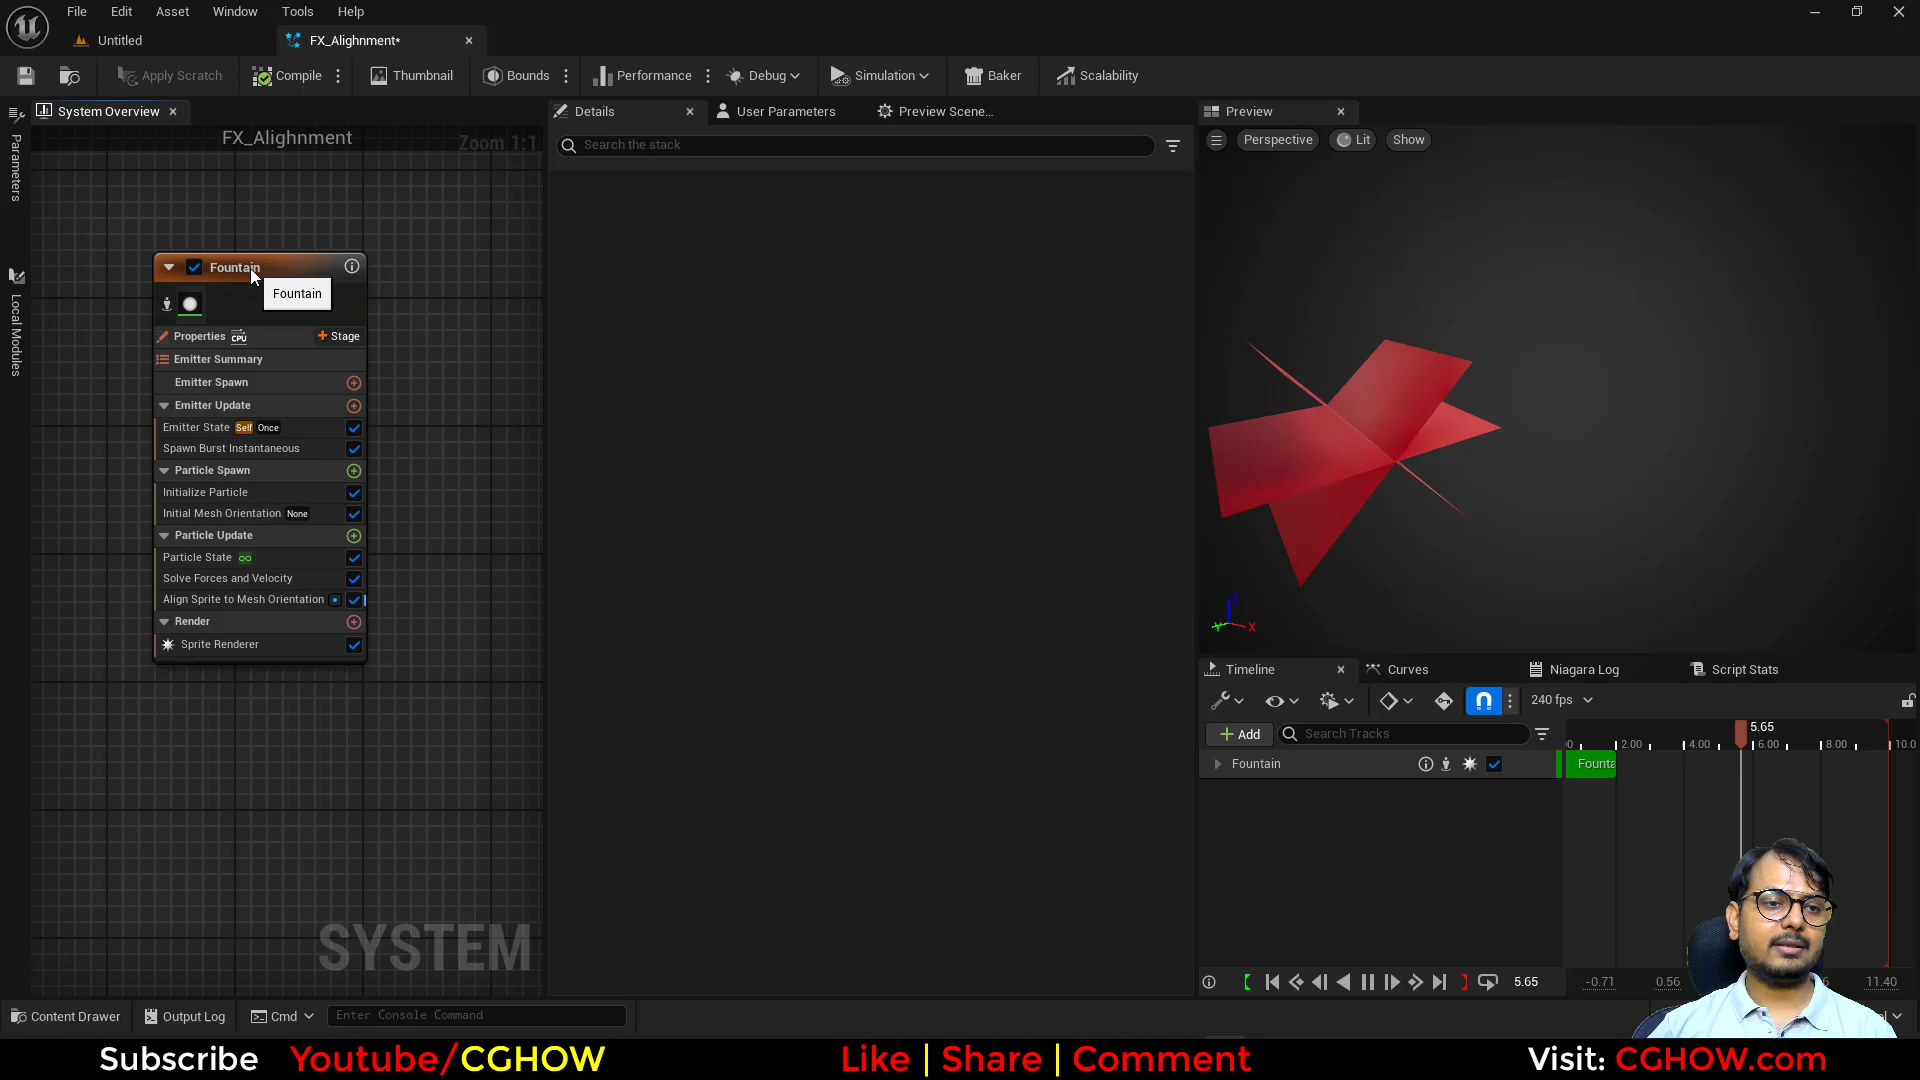 File Edit Asset Window Tools Help
Untitled FX_Alighnment*
Apply Scratch Compile Thumbnail Bounds Performance Debug Simulation Baker Scalability
System Overview Details User Parameters Preview Scene... Preview
Parameters
Local Modules
FX_Alighnment Zoom 1:1
Search the stack
Perspective Lit Show
Fountain
Fountain
Properties CPU Stage
Emitter Summary
Emitter Spawn
Emitter Update
Emitter State Self Once
Spawn Burst Instantaneous
Particle Spawn
Initialize Particle
Initial Mesh Orientation None
Particle Update
Particle State
Solve Forces and Velocity
Align Sprite to Mesh Orientation
Render
Sprite Renderer
SYSTEM
Z
Y X
Timeline Curves Niagara Log Script Stats
240 fps
Add Search Tracks 5.65
2.00 4.00 6.00 8.00 10.0
Fountain Founta
5.65 -0.71 0.56 11.40
Content Drawer Output Log Cmd Enter Console Command
Subscribe Youtube/CGHOW Like | Share | Comment Visit: CGHOW.com